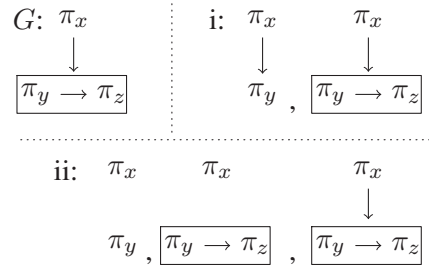 G: π_x i: π_x π_x
π_y → π_z π_y , π_y → π_z
ii: π_x π_x π_x
π_y , π_y → π_z , π_y → π_z